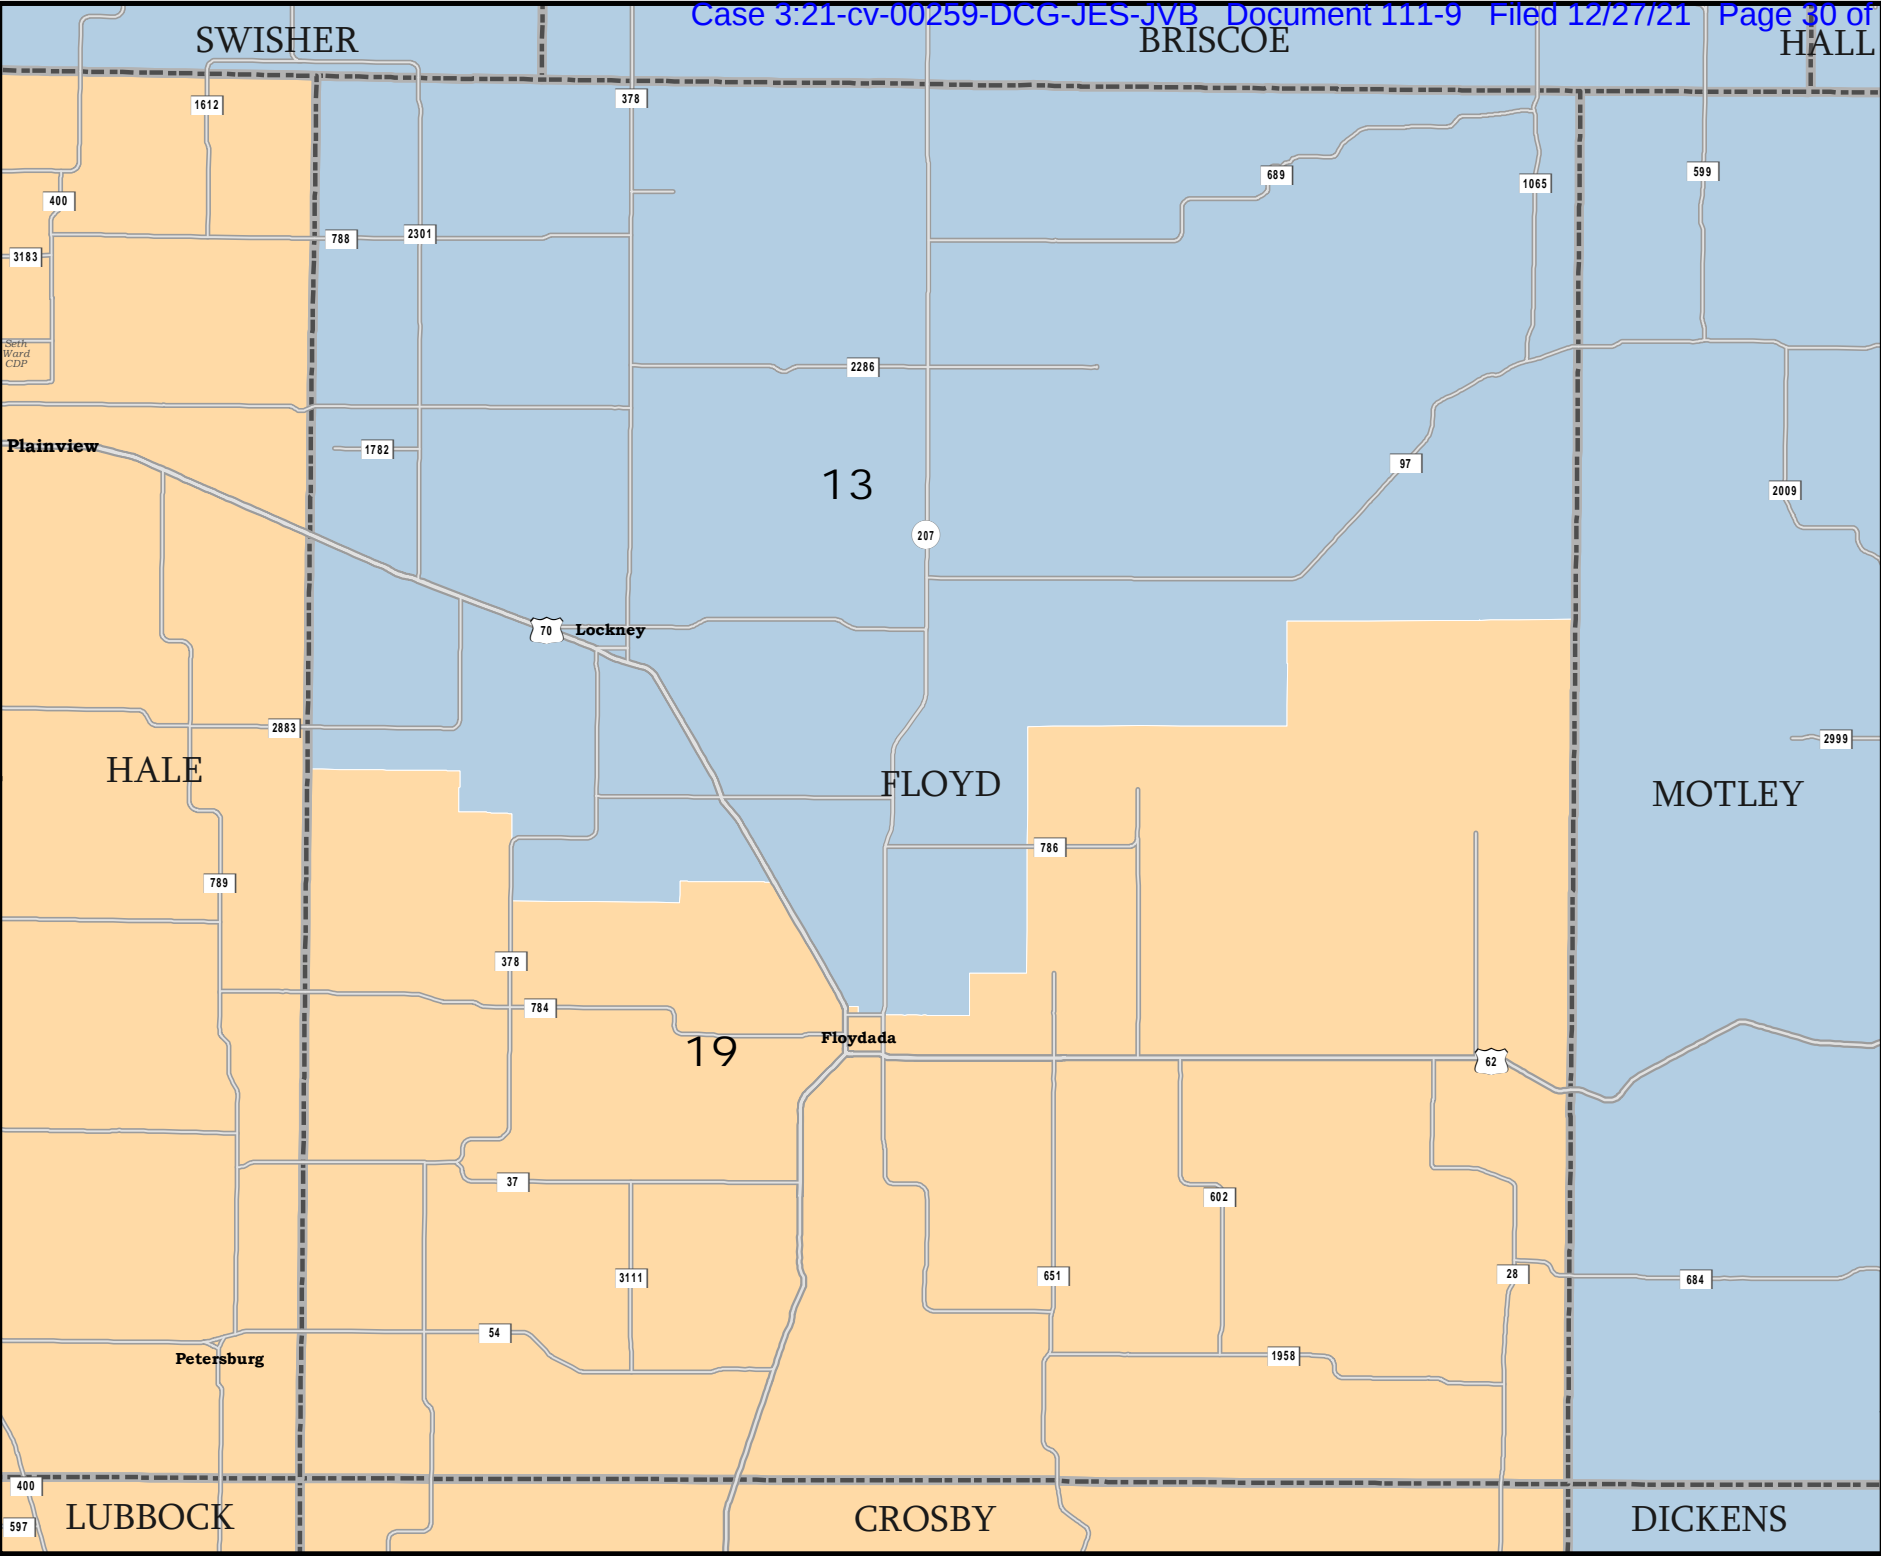 Case 3:21-cv-00259-DCG-JES-JVB Document 111-9 Filed 12/27/21 Page 30 of
SWISHER
BRISCOE
HALL
1612
378
689
1065
599
400
788
2301
3183
Seth
Ward
CDP
2286
Plainview
1782
97
13
2009
207
70
Lockney
2883
2999
HALE
FLOYD
MOTLEY
786
789
378
784
Floydada
19
62
37
602
3111
651
28
684
54
Petersburg
1958
400
LUBBOCK
CROSBY
DICKENS
597